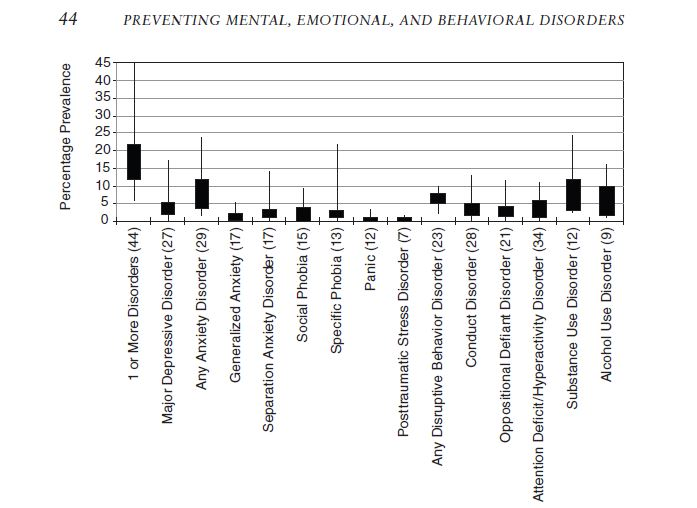 44 PREVENTING MENTAL, EMOTIONAL, AND BEHAVIORAL DISORDERS
Percentage Prevalence
45
40
35
30
25
20
15
10
5
0
1 or More Disorders (44)
Major Depressive Disorder (27)
Any Anxiety Disorder (29)
Generalized Anxiety (17)
Separation Anxiety Disorder (17)
Social Phobia (15)
Specific Phobia (13)
Panic (12)
Posttraumatic Stress Disorder (7)
Any Disruptive Behavior Disorder (23)
Conduct Disorder (28)
Oppositional Defiant Disorder (21)
Attention Deficit/Hyperactivity Disorder (34)
Substance Use Disorder (12)
Alcohol Use Disorder (9)